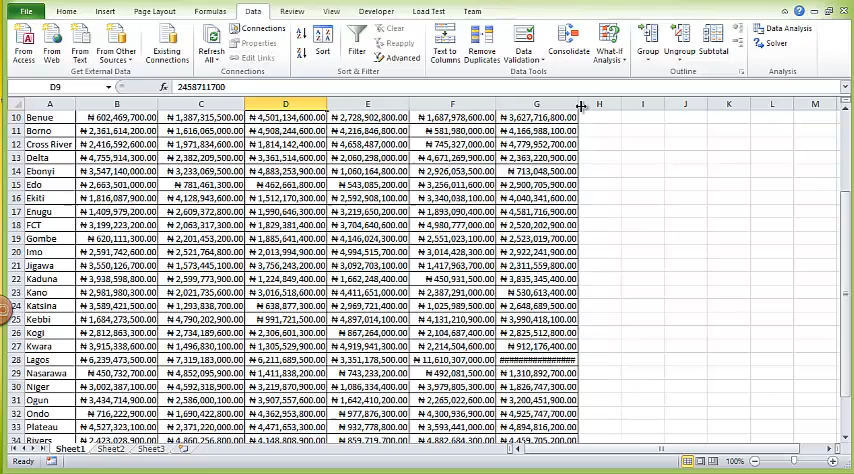 File Home Insert Page Layout Formulas Data Review View Developer Load Test Team
From Access From Web From Text From Other Sources Existing Connections Refresh All Connections Properties Edit Links Sort Filter Clear Reapply Advanced Text to Columns Remove Duplicates Data Validation Consolidate What-If Analysis Group Ungroup Subtotal Data Analysis Solver
Get External Data Connections Sort & Filter Data Tools Outline Analysis
D9 fx 2458711700
A B C D E F G H I J K L M
10 Benue ₦ 602,469,700.00 ₦ 1,387,315,500.00 ₦ 4,501,134,600.00 ₦ 2,728,902,800.00 ₦ 1,687,978,600.00 ₦ 3,627,716,800.00
11 Borno ₦ 2,361,614,200.00 ₦ 1,616,065,000.00 ₦ 4,908,244,600.00 ₦ 4,216,846,800.00 ₦ 581,980,000.00 ₦ 4,166,988,100.00
12 Cross River ₦ 2,416,592,600.00 ₦ 1,971,834,600.00 ₦ 1,814,142,400.00 ₦ 4,658,487,000.00 ₦ 745,327,000.00 ₦ 4,779,952,700.00
13 Delta ₦ 4,755,914,300.00 ₦ 2,382,209,500.00 ₦ 3,361,514,600.00 ₦ 2,060,298,000.00 ₦ 4,671,269,900.00 ₦ 2,363,220,900.00
14 Ebonyi ₦ 3,547,140,000.00 ₦ 3,233,069,500.00 ₦ 4,883,253,900.00 ₦ 1,060,164,800.00 ₦ 2,926,053,500.00 ₦ 713,048,500.00
15 Edo ₦ 2,663,501,000.00 ₦ 781,461,300.00 ₦ 462,661,800.00 ₦ 543,085,200.00 ₦ 3,256,011,600.00 ₦ 2,900,705,900.00
16 Ekiti ₦ 1,816,087,900.00 ₦ 4,128,943,600.00 ₦ 1,512,170,300.00 ₦ 2,592,908,100.00 ₦ 3,340,038,100.00 ₦ 4,040,341,600.00
17 Enugu ₦ 1,409,979,200.00 ₦ 2,609,372,800.00 ₦ 1,990,646,300.00 ₦ 3,219,650,200.00 ₦ 1,893,090,400.00 ₦ 4,581,716,900.00
18 FCT ₦ 3,199,223,200.00 ₦ 2,063,317,300.00 ₦ 1,829,381,400.00 ₦ 3,704,640,600.00 ₦ 4,980,777,000.00 ₦ 2,520,202,900.00
19 Gombe ₦ 620,111,300.00 ₦ 2,201,453,200.00 ₦ 1,885,641,400.00 ₦ 4,146,024,300.00 ₦ 2,551,023,100.00 ₦ 2,523,019,700.00
20 Imo ₦ 2,591,742,600.00 ₦ 2,521,764,800.00 ₦ 2,013,994,900.00 ₦ 4,994,515,700.00 ₦ 3,014,428,300.00 ₦ 2,922,241,900.00
21 Jigawa ₦ 3,550,126,700.00 ₦ 1,573,445,100.00 ₦ 3,756,243,200.00 ₦ 3,092,703,100.00 ₦ 1,417,963,700.00 ₦ 2,311,559,800.00
22 Kaduna ₦ 3,938,598,800.00 ₦ 2,599,773,900.00 ₦ 1,224,849,400.00 ₦ 1,662,248,400.00 ₦ 450,931,500.00 ₦ 3,835,345,400.00
23 Kano ₦ 2,981,980,300.00 ₦ 2,021,735,600.00 ₦ 3,016,518,600.00 ₦ 4,411,651,000.00 ₦ 2,387,291,000.00 ₦ 530,613,400.00
24 Katsina ₦ 3,589,421,500.00 ₦ 1,293,838,700.00 ₦ 638,877,300.00 ₦ 2,969,721,400.00 ₦ 1,025,989,500.00 ₦ 2,648,689,500.00
25 Kebbi ₦ 1,684,273,500.00 ₦ 4,790,202,900.00 ₦ 991,721,500.00 ₦ 4,897,014,100.00 ₦ 4,131,210,900.00 ₦ 3,990,418,100.00
26 Kogi ₦ 2,812,863,300.00 ₦ 2,734,189,600.00 ₦ 2,306,601,300.00 ₦ 867,264,000.00 ₦ 2,104,687,400.00 ₦ 2,825,512,800.00
27 Kwara ₦ 3,915,338,600.00 ₦ 1,496,830,100.00 ₦ 1,305,529,900.00 ₦ 4,919,941,300.00 ₦ 2,214,504,600.00 ₦ 912,176,400.00
28 Lagos ₦ 6,239,473,500.00 ₦ 7,319,183,000.00 ₦ 6,211,689,500.00 ₦ 3,351,178,500.00 ₦ 11,610,307,000.00 ###############
29 Nasarawa ₦ 450,732,700.00 ₦ 4,852,095,900.00 ₦ 1,411,838,200.00 ₦ 743,233,200.00 ₦ 492,081,500.00 ₦ 1,310,892,700.00
30 Niger ₦ 3,002,387,100.00 ₦ 4,592,318,900.00 ₦ 3,219,870,900.00 ₦ 1,086,334,400.00 ₦ 3,979,805,300.00 ₦ 1,826,747,300.00
31 Ogun ₦ 3,434,714,900.00 ₦ 2,586,000,100.00 ₦ 3,907,557,600.00 ₦ 1,642,410,200.00 ₦ 2,265,022,600.00 ₦ 3,200,451,900.00
32 Ondo ₦ 716,222,900.00 ₦ 1,690,422,800.00 ₦ 4,362,953,800.00 ₦ 977,876,300.00 ₦ 4,300,936,900.00 ₦ 4,925,747,700.00
33 Plateau ₦ 4,527,323,100.00 ₦ 2,371,220,000.00 ₦ 4,471,653,500.00 ₦ 932,778,800.00 ₦ 3,593,441,000.00 ₦ 4,894,816,200.00
34 Rivers ₦ 2,423,028,900.00 ₦ 4,860,256,800.00 ₦ 4,148,808,900.00 ₦ 859,719,700.00 ₦ 4,882,684,300.00 ₦ 4,459,705,200.00
Sheet1 Sheet2 Sheet3
Ready 100%